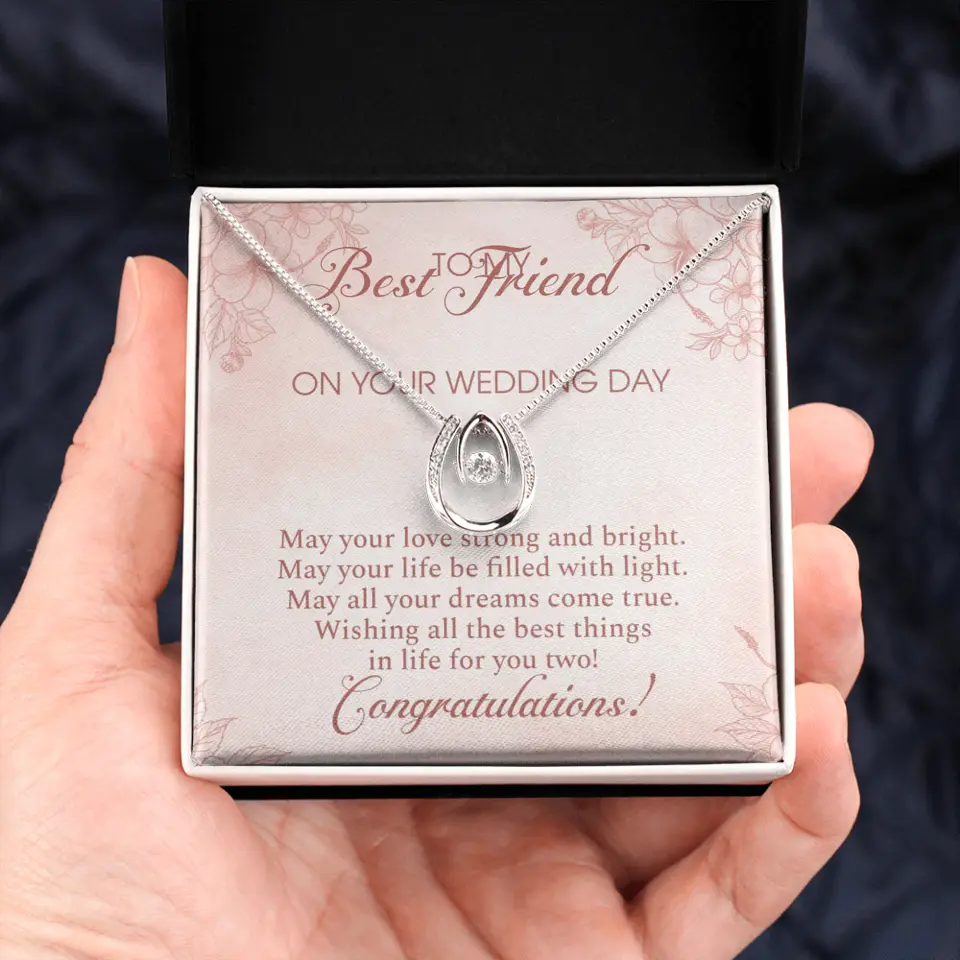 TO MY
Best Friend
ON YOUR WEDDING DAY
May your love strong and bright.
May your life be filled with light.
May all your dreams come true.
Wishing all the best things
in life for you two!
Congratulations!